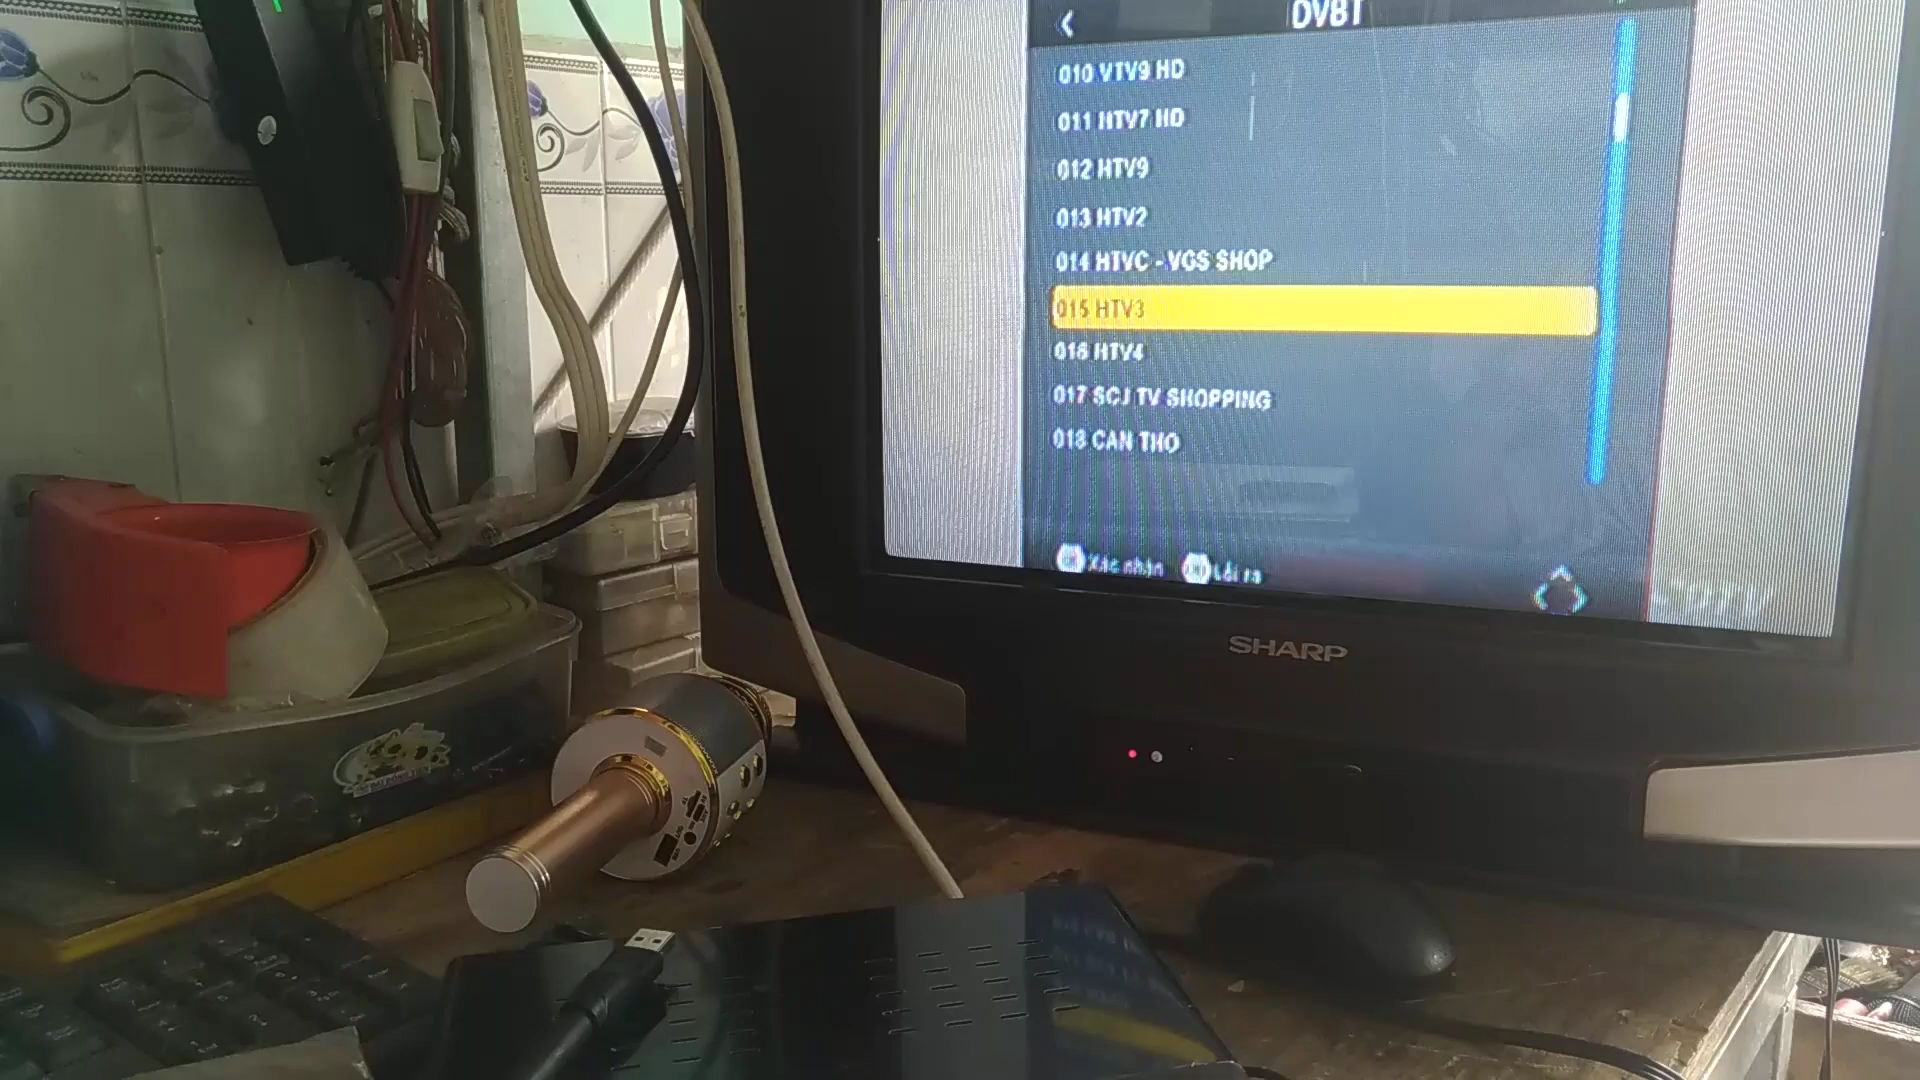 DVBT
010 VTV9 HD
011 HTV7 HD
012 HTV9
013 HTV2
014 HTVC - VGS SHOP
015 HTV3
016 HTV4
017 SCJ TV SHOPPING
018 CAN THO
Xác nhận Lối ra
SHARP